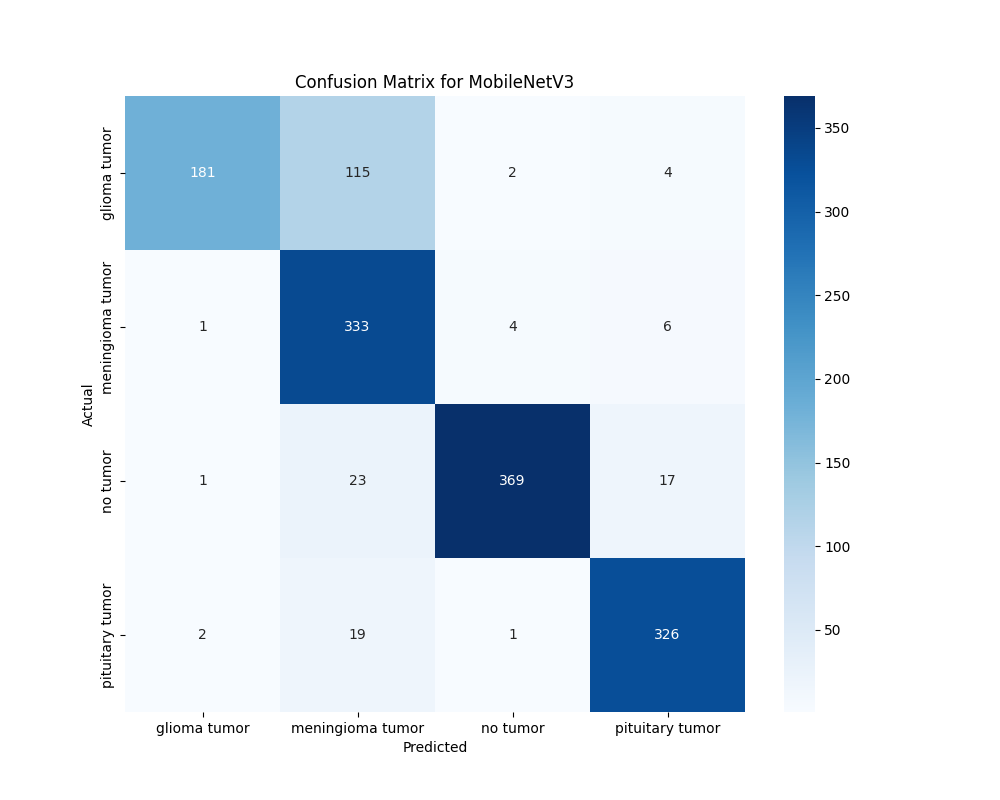 Confusion Matrix for MobileNetV3
glioma tumor
181 115 2 4
meningioma tumor
1 333 4 6
no tumor
1 23 369 17
pituitary tumor
2 19 1 326
Actual
glioma tumor meningioma tumor no tumor pituitary tumor
Predicted
350
300
250
200
150
100
50